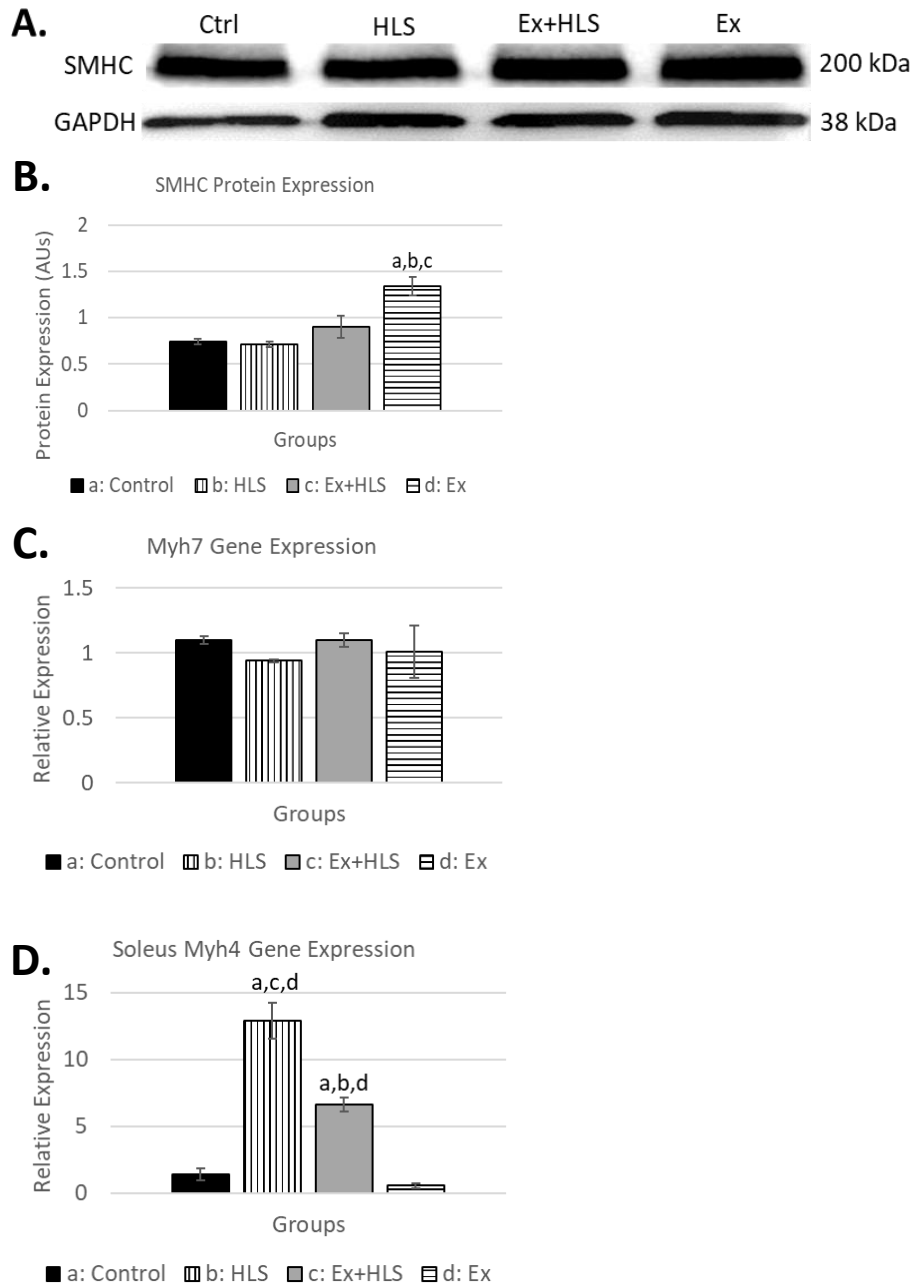 A.
Ctrl HLS Ex+HLS Ex
SMHC 200 kDa
GAPDH 38 kDa
B.
SMHC Protein Expression
Protein Expression (AUs)
2
1.5
1
0.5
0
a,b,c
Groups
a: Control b: HLS c: Ex+HLS d: Ex
C.
Myh7 Gene Expression
Relative Expression
1.5
1
0.5
0
Groups
a: Control b: HLS c: Ex+HLS d: Ex
D.
Soleus Myh4 Gene Expression
Relative Expression
15
10
5
0
a,c,d
a,b,d
Groups
a: Control b: HLS c: Ex+HLS d: Ex